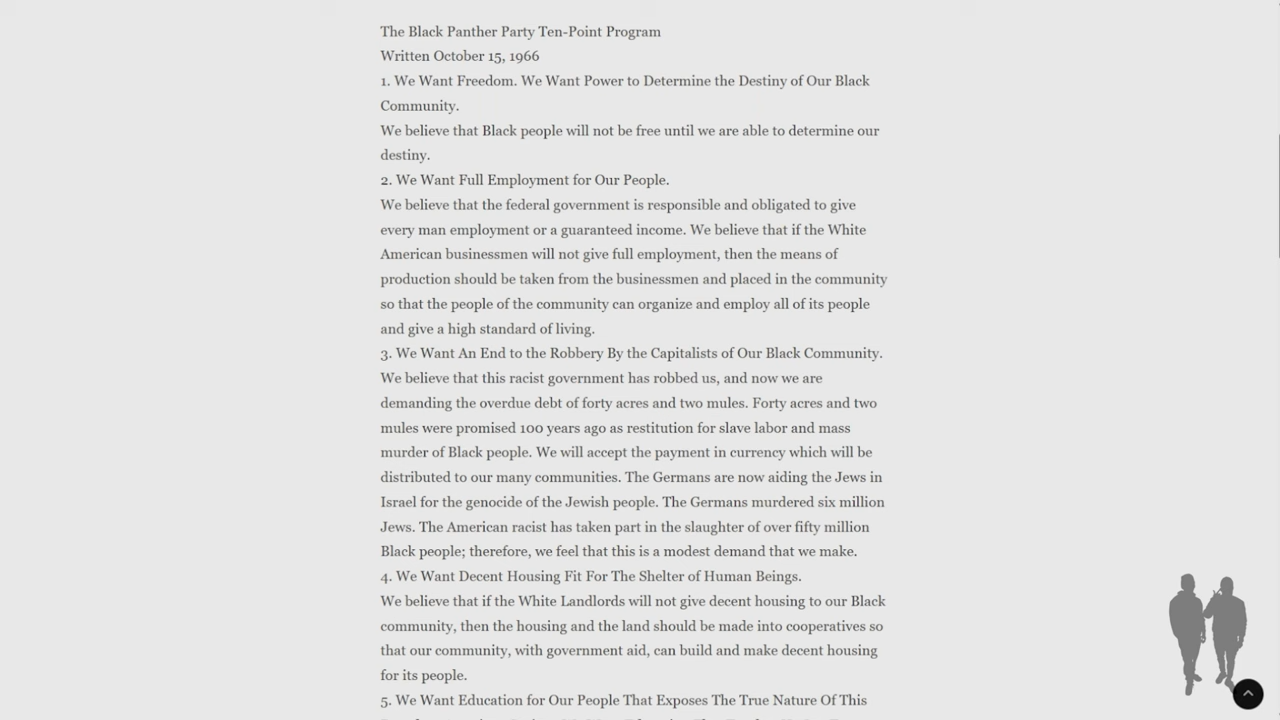 The Black Panther Party Ten-Point Program
Written October 15, 1966
1. We Want Freedom. We Want Power to Determine the Destiny of Our Black
Community.
We believe that Black people will not be free until we are able to determine our
destiny.
2. We Want Full Employment for Our People.
We believe that the federal government is responsible and obligated to give
every man employment or a guaranteed income. We believe that if the White
American businessmen will not give full employment, then the means of
production should be taken from the businessmen and placed in the community
so that the people of the community can organize and employ all of its people
and give a high standard of living.
3. We Want An End to the Robbery By the Capitalists of Our Black Community.
We believe that this racist government has robbed us, and now we are
demanding the overdue debt of forty acres and two mules. Forty acres and two
mules were promised 100 years ago as restitution for slave labor and mass
murder of Black people. We will accept the payment in currency which will be
distributed to our many communities. The Germans are now aiding the Jews in
Israel for the genocide of the Jewish people. The Germans murdered six million
Jews. The American racist has taken part in the slaughter of over fifty million
Black people; therefore, we feel that this is a modest demand that we make.
4. We Want Decent Housing Fit For The Shelter of Human Beings.
We believe that if the White Landlords will not give decent housing to our Black
community, then the housing and the land should be made into cooperatives so
that our community, with government aid, can build and make decent housing
for its people.
5. We Want Education for Our People That Exposes The True Nature Of This